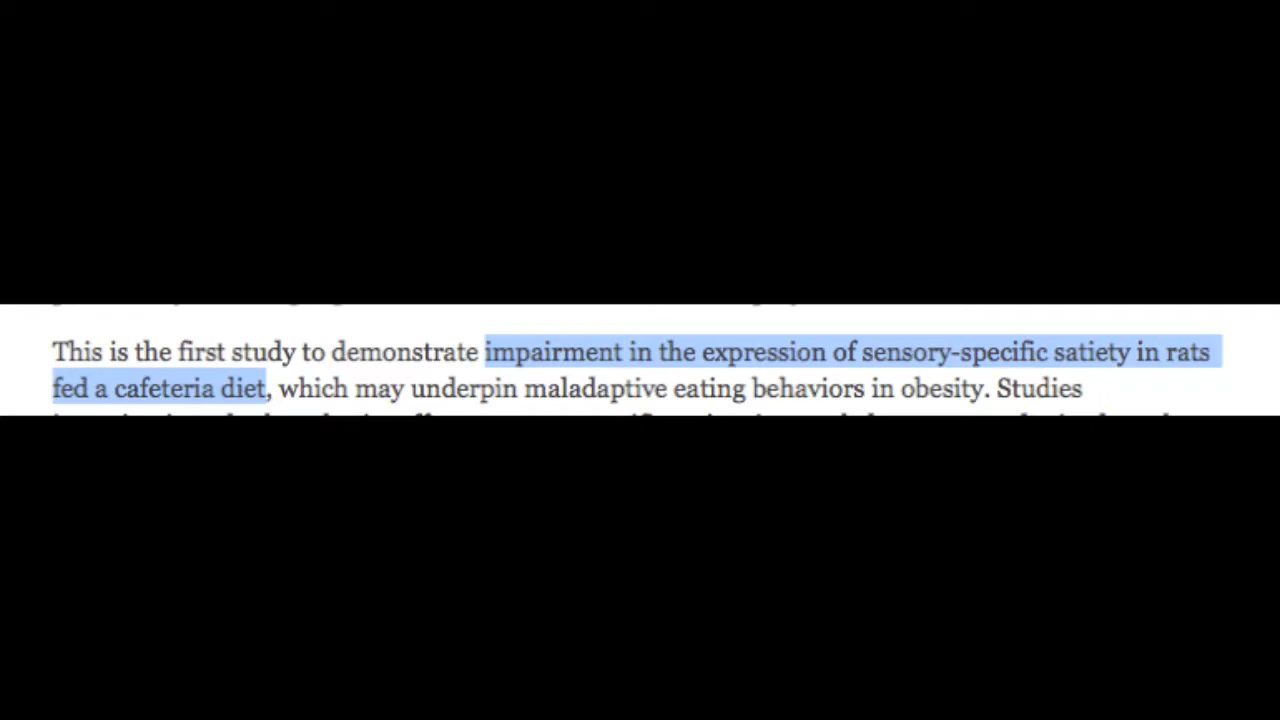 This is the first study to demonstrate impairment in the expression of sensory-specific satiety in rats
fed a cafeteria diet, which may underpin maladaptive eating behaviors in obesity. Studies